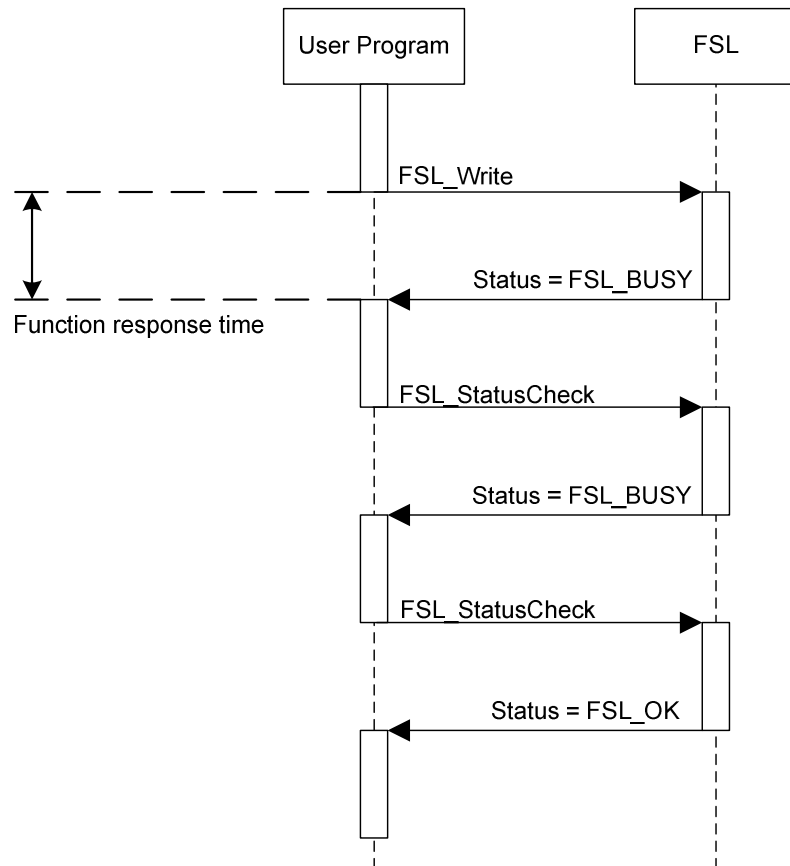 User Program
FSL
FSL_Write
Status = FSL_BUSY
Function response time
FSL_StatusCheck
Status = FSL_BUSY
FSL_StatusCheck
Status = FSL_OK